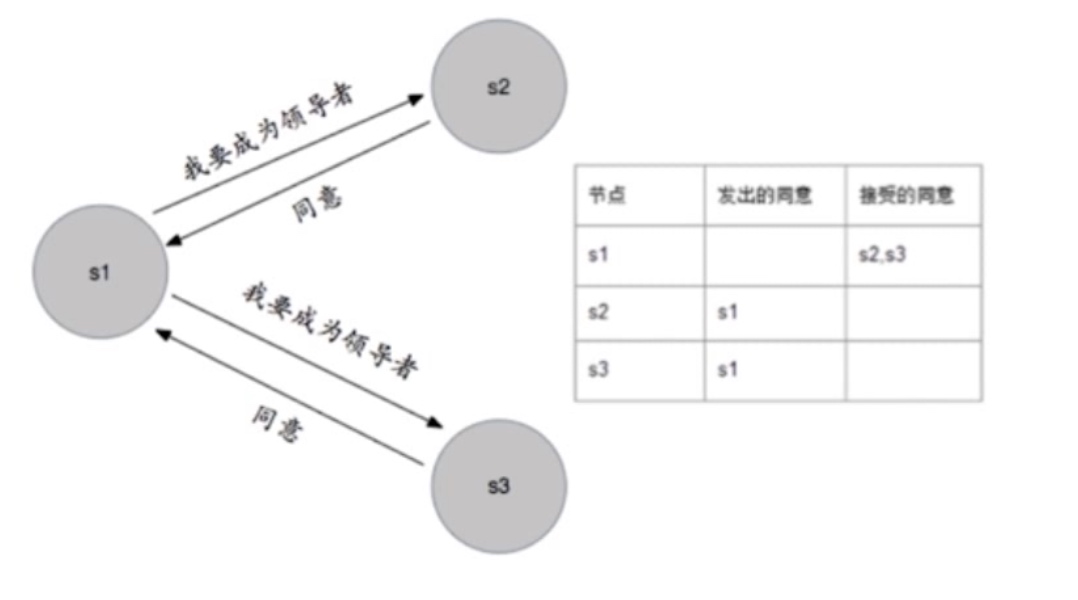 s2
我要成为领导者
同意
s1
我要成为领导者
同意
s3
节点 发出的同意 接受的同意
s1 s2,s3
s2 s1
s3 s1